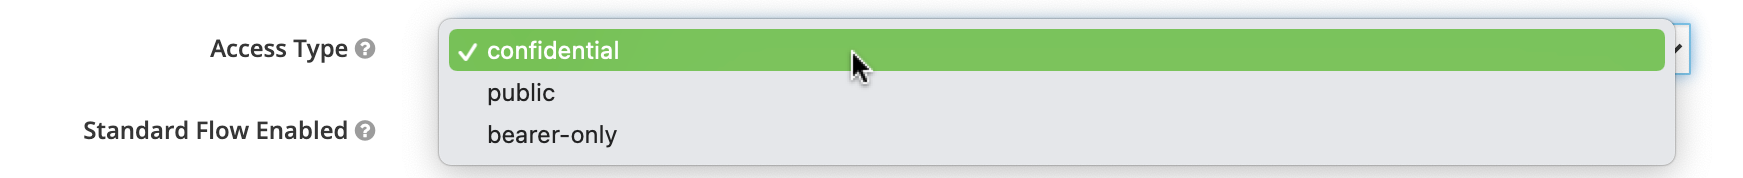 Access Type
confidential
public
Standard Flow Enabled
bearer-only